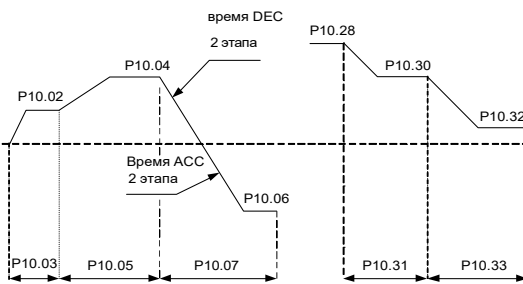 время DEC
2 этапа
P10.28
P10.04
P10.30
P10.02
P10.32
Время ACC
2 этапа
P10.06
P10.03
P10.05
P10.07
P10.31
P10.33